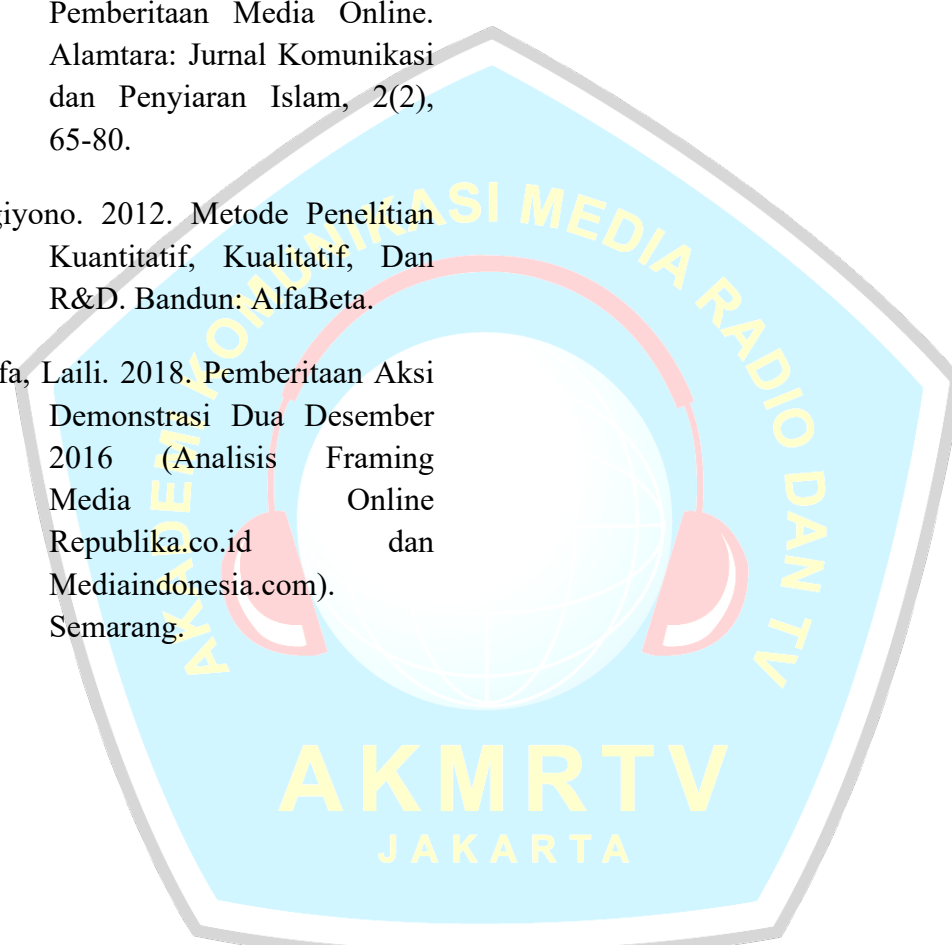 Pemberitaan Media Online.
Alamtara: Jurnal Komunikasi
dan Penyiaran Islam, 2(2),
65-80.
giyono. 2012. Metode Penelitian
Kuantitatif, Kualitatif, Dan
R&D. Bandun: AlfaBeta.
fa, Laili. 2018. Pemberitaan Aksi
Demonstrasi Dua Desember
2016 (Analisis Framing
Media Online
Republika.co.id dan
Mediaindonesia.com).
Semarang.
AKADEMI KOMUNIKASI MEDIA RADIO DAN TV
AKMRTV
JAKARTA